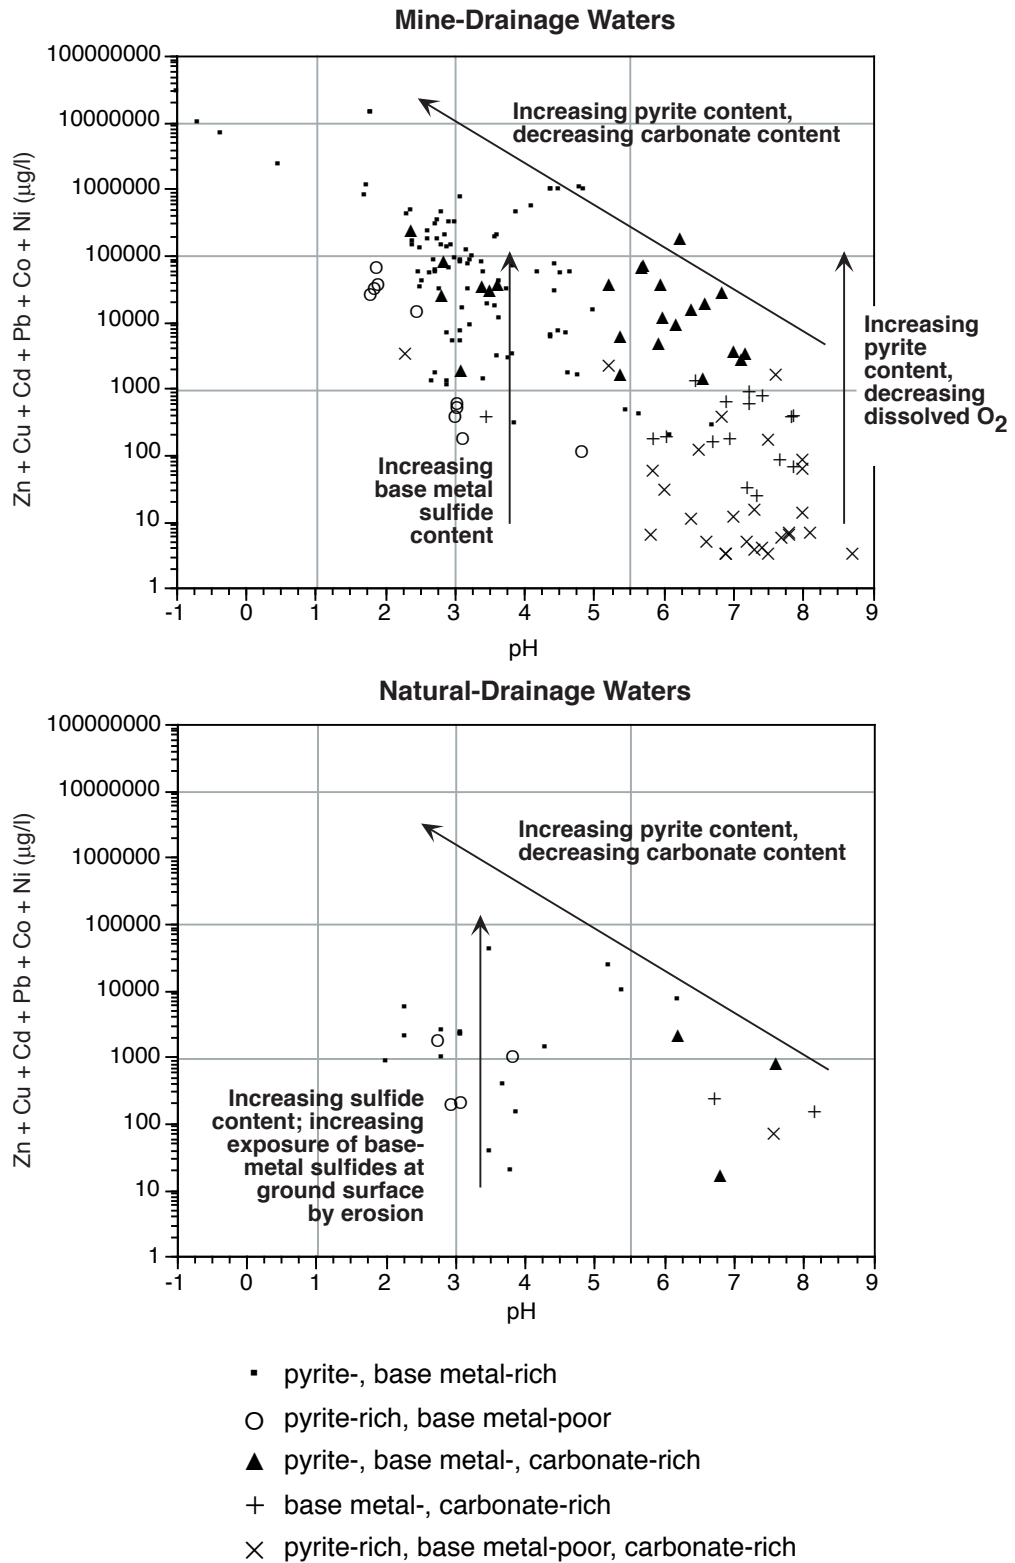 Mine-Drainage Waters
Zn + Cu + Cd + Pb + Co + Ni (μg/l)
100000000
10000000
1000000
100000
10000
1000
100
10
1
Increasing pyrite content,
decreasing carbonate content
Increasing
pyrite
content,
decreasing
dissolved O2
Increasing
base metal
sulfide
content
-1 0 1 2 3 4 5 6 7 8 9
pH
Natural-Drainage Waters
Zn + Cu + Cd + Pb + Co + Ni (μg/l)
100000000
10000000
1000000
100000
10000
1000
100
10
1
Increasing pyrite content,
decreasing carbonate content
Increasing sulfide
content; increasing
exposure of base-
metal sulfides at
ground surface
by erosion
-1 0 1 2 3 4 5 6 7 8 9
pH
pyrite-, base metal-rich
pyrite-rich, base metal-poor
pyrite-, base metal-, carbonate-rich
base metal-, carbonate-rich
pyrite-rich, base metal-poor, carbonate-rich